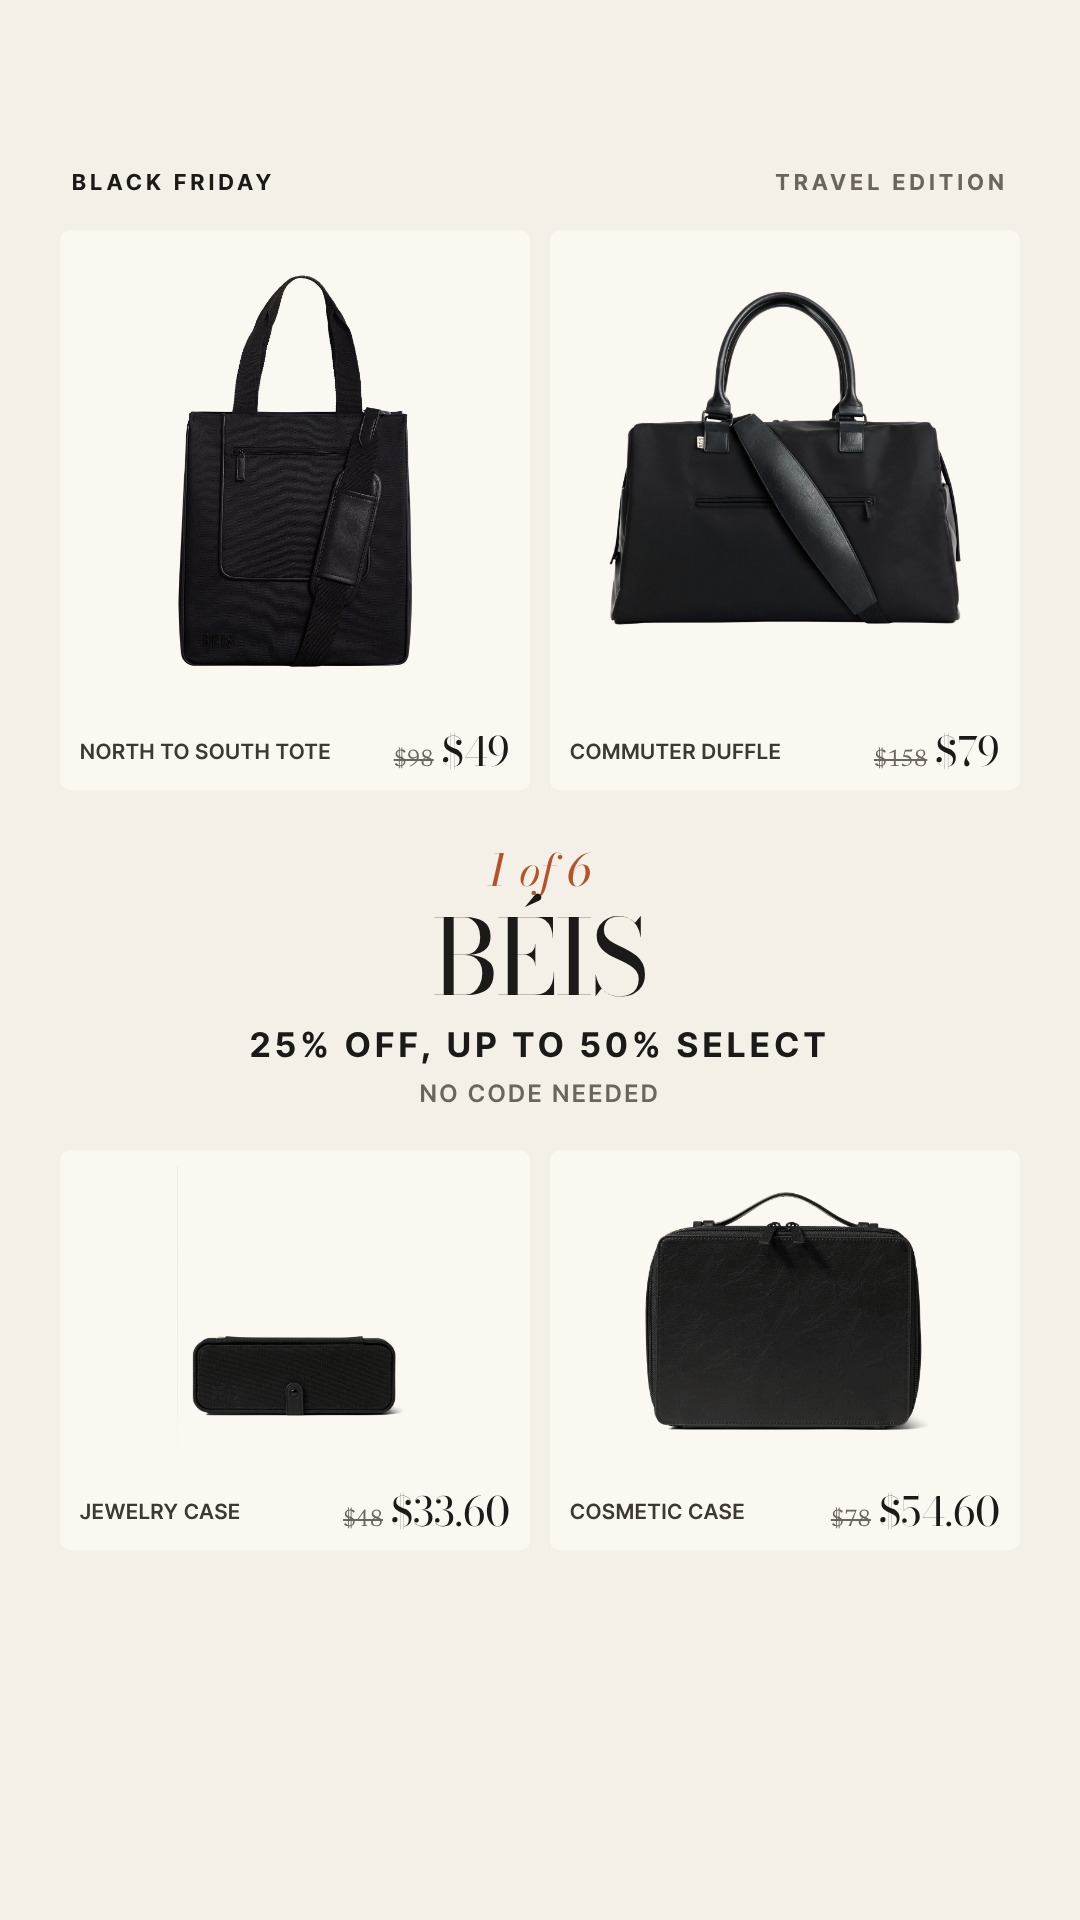 BLACK FRIDAY
TRAVEL EDITION
BÉIS
NORTH TO SOUTH TOTE $98 $49
COMMUTER DUFFLE $158 $79
1 of 6
BÉIS
25% OFF, UP TO 50% SELECT
NO CODE NEEDED
JEWELRY CASE $48 $33.60
COSMETIC CASE $78 $54.60